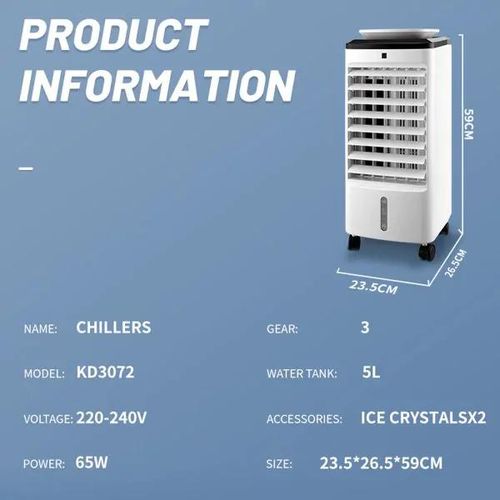 PRODUCT
INFORMATION
59CM
26.5CM
23.5CM
NAME: CHILLERS
GEAR: 3
MODEL: KD3072
WATER TANK: 5L
VOLTAGE: 220-240V
ACCESSORIES: ICE CRYSTALSX2
POWER: 65W
SIZE: 23.5*26.5*59CM